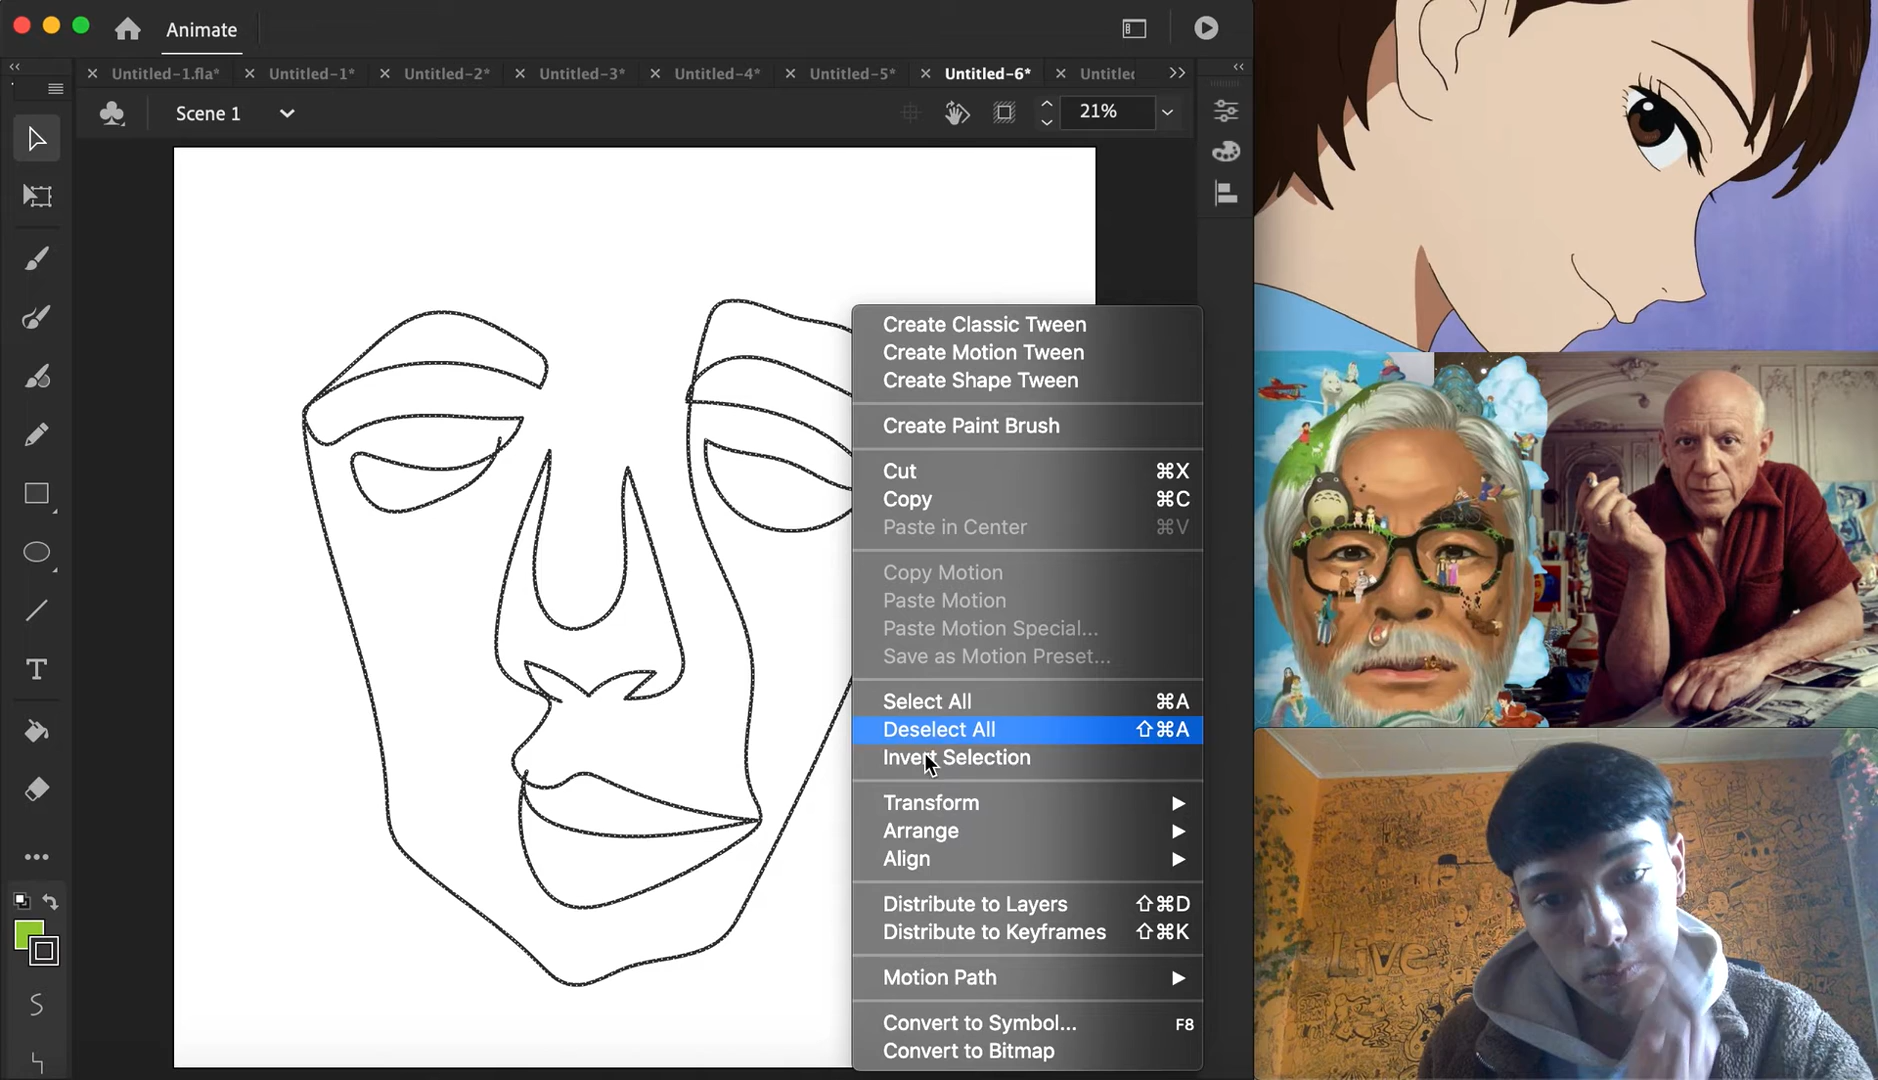 Animate
Untitled-1.fla* Untitled-1* Untitled-2* Untitled-3* Untitled-4* Untitled-5* Untitled-6* Untitlec
Scene 1 21%
Create Classic Tween
Create Motion Tween
Create Shape Tween
Create Paint Brush
Cut ⌘X
Copy ⌘C
Paste in Center ⌘V
Copy Motion
Paste Motion
Paste Motion Special...
Save as Motion Preset...
Select All ⌘A
Deselect All ⇧⌘A
Invert Selection
Transform
Arrange
Align
Distribute to Layers ⇧⌘D
Distribute to Keyframes ⇧⌘K
Motion Path
Convert to Symbol... F8
Convert to Bitmap
Live